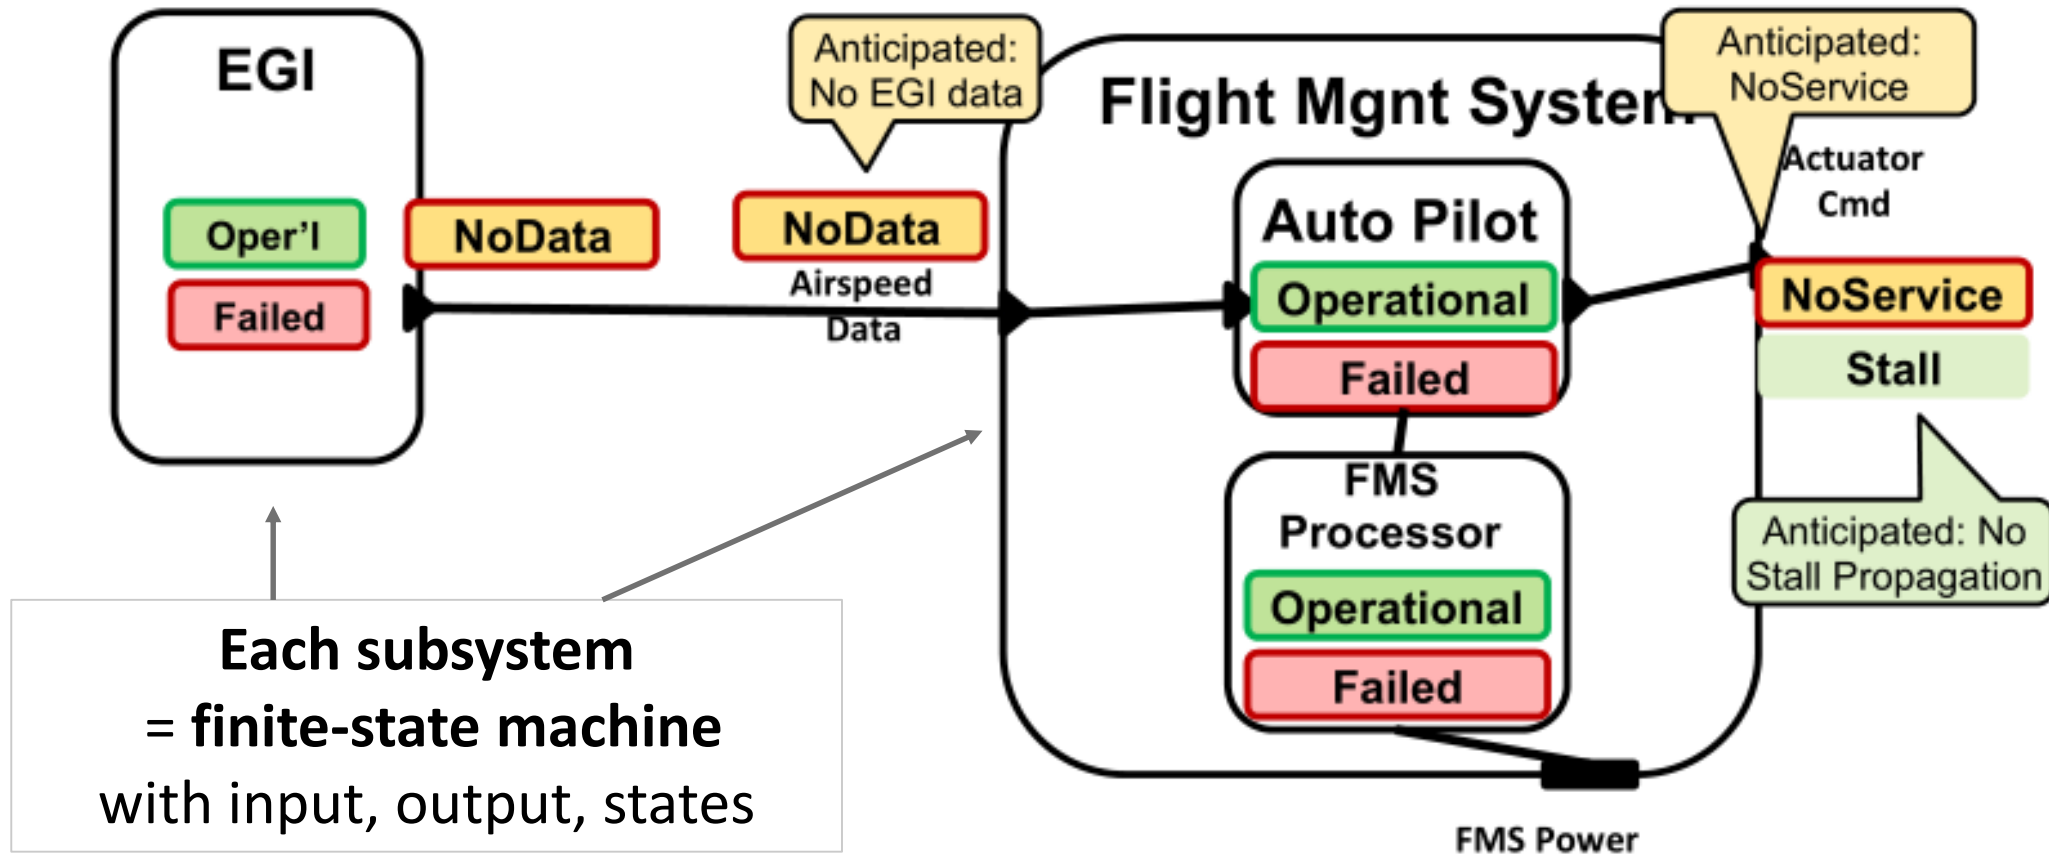 EGI
Oper'l
Failed
NoData
Anticipated:
No EGI data
NoData
Airspeed
Data
Flight Mgnt System
Anticipated:
NoService
Actuator
Cmd
Auto Pilot
Operational
Failed
NoService
Stall
FMS
Processor
Operational
Failed
Anticipated: No
Stall Propagation
FMS Power
Each subsystem
= finite-state machine
with input, output, states